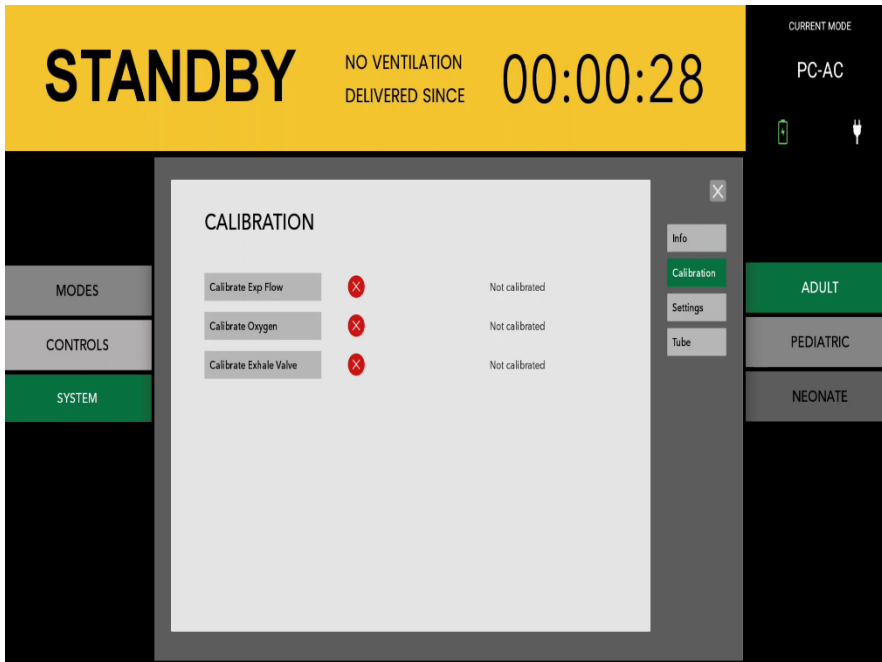 STANDBY
NO VENTILATION
DELIVERED SINCE
00:00:28
CURRENT MODE
PC-AC
CALIBRATION
Calibrate Exp Flow X Not calibrated
Calibrate Oxygen X Not calibrated
Calibrate Exhale Valve X Not calibrated
X
Info
Calibration
Settings
Tube
MODES
CONTROLS
SYSTEM
ADULT
PEDIATRIC
NEONATE